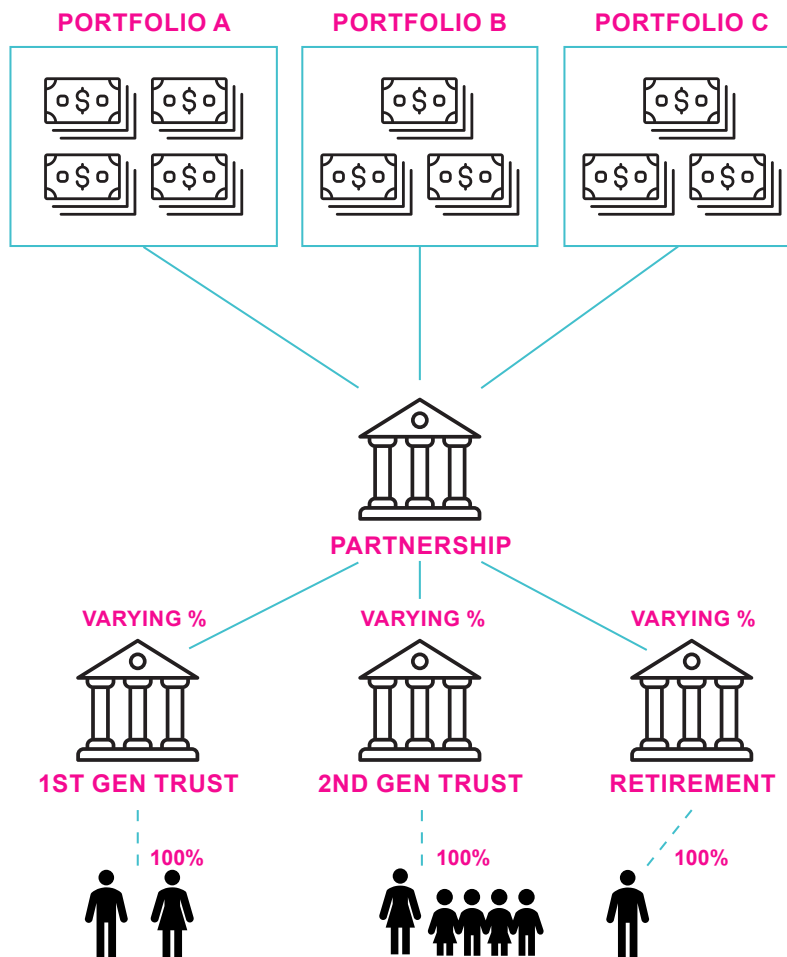 PORTFOLIO A
PORTFOLIO B
PORTFOLIO C
PARTNERSHIP
VARYING %
VARYING %
VARYING %
1ST GEN TRUST
2ND GEN TRUST
RETIREMENT
100%
100%
100%